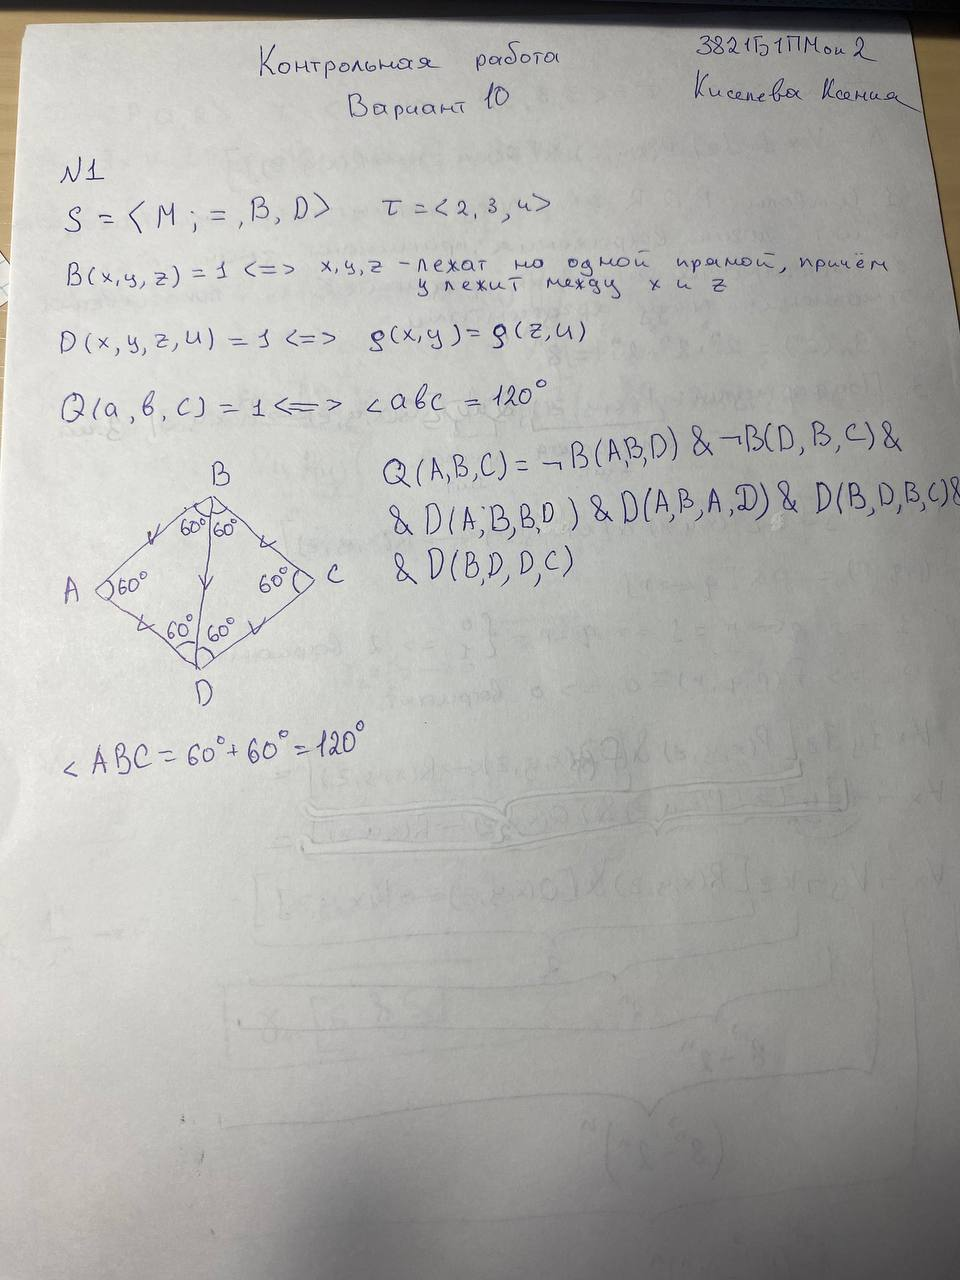 Контрольная работа
3821Б1ПМои2
Вариант 10
Киселева Ксения
N1
S = <M ; =, B, D> τ = <2, 3, 4>
B(x,y,z) = 1 <=> x,y,z - лежат на одной прямой, причём
y лежит между x и z
D(x,y,z,u) = 1 <=> ρ(x,y) = ρ(z,u)
Q(a, b, c) = 1 <=> ∠abc = 120°
Q(A,B,C) = ¬B(A,B,D) & ¬B(D,B,C) &
& D(A,B,B,D) & D(A,B,A,D) & D(B,D,B,C) &
& D(B,D,D,C)
B
60° 60°
A 60° 60° C
60° 60°
D
∠ABC = 60° + 60° = 120°